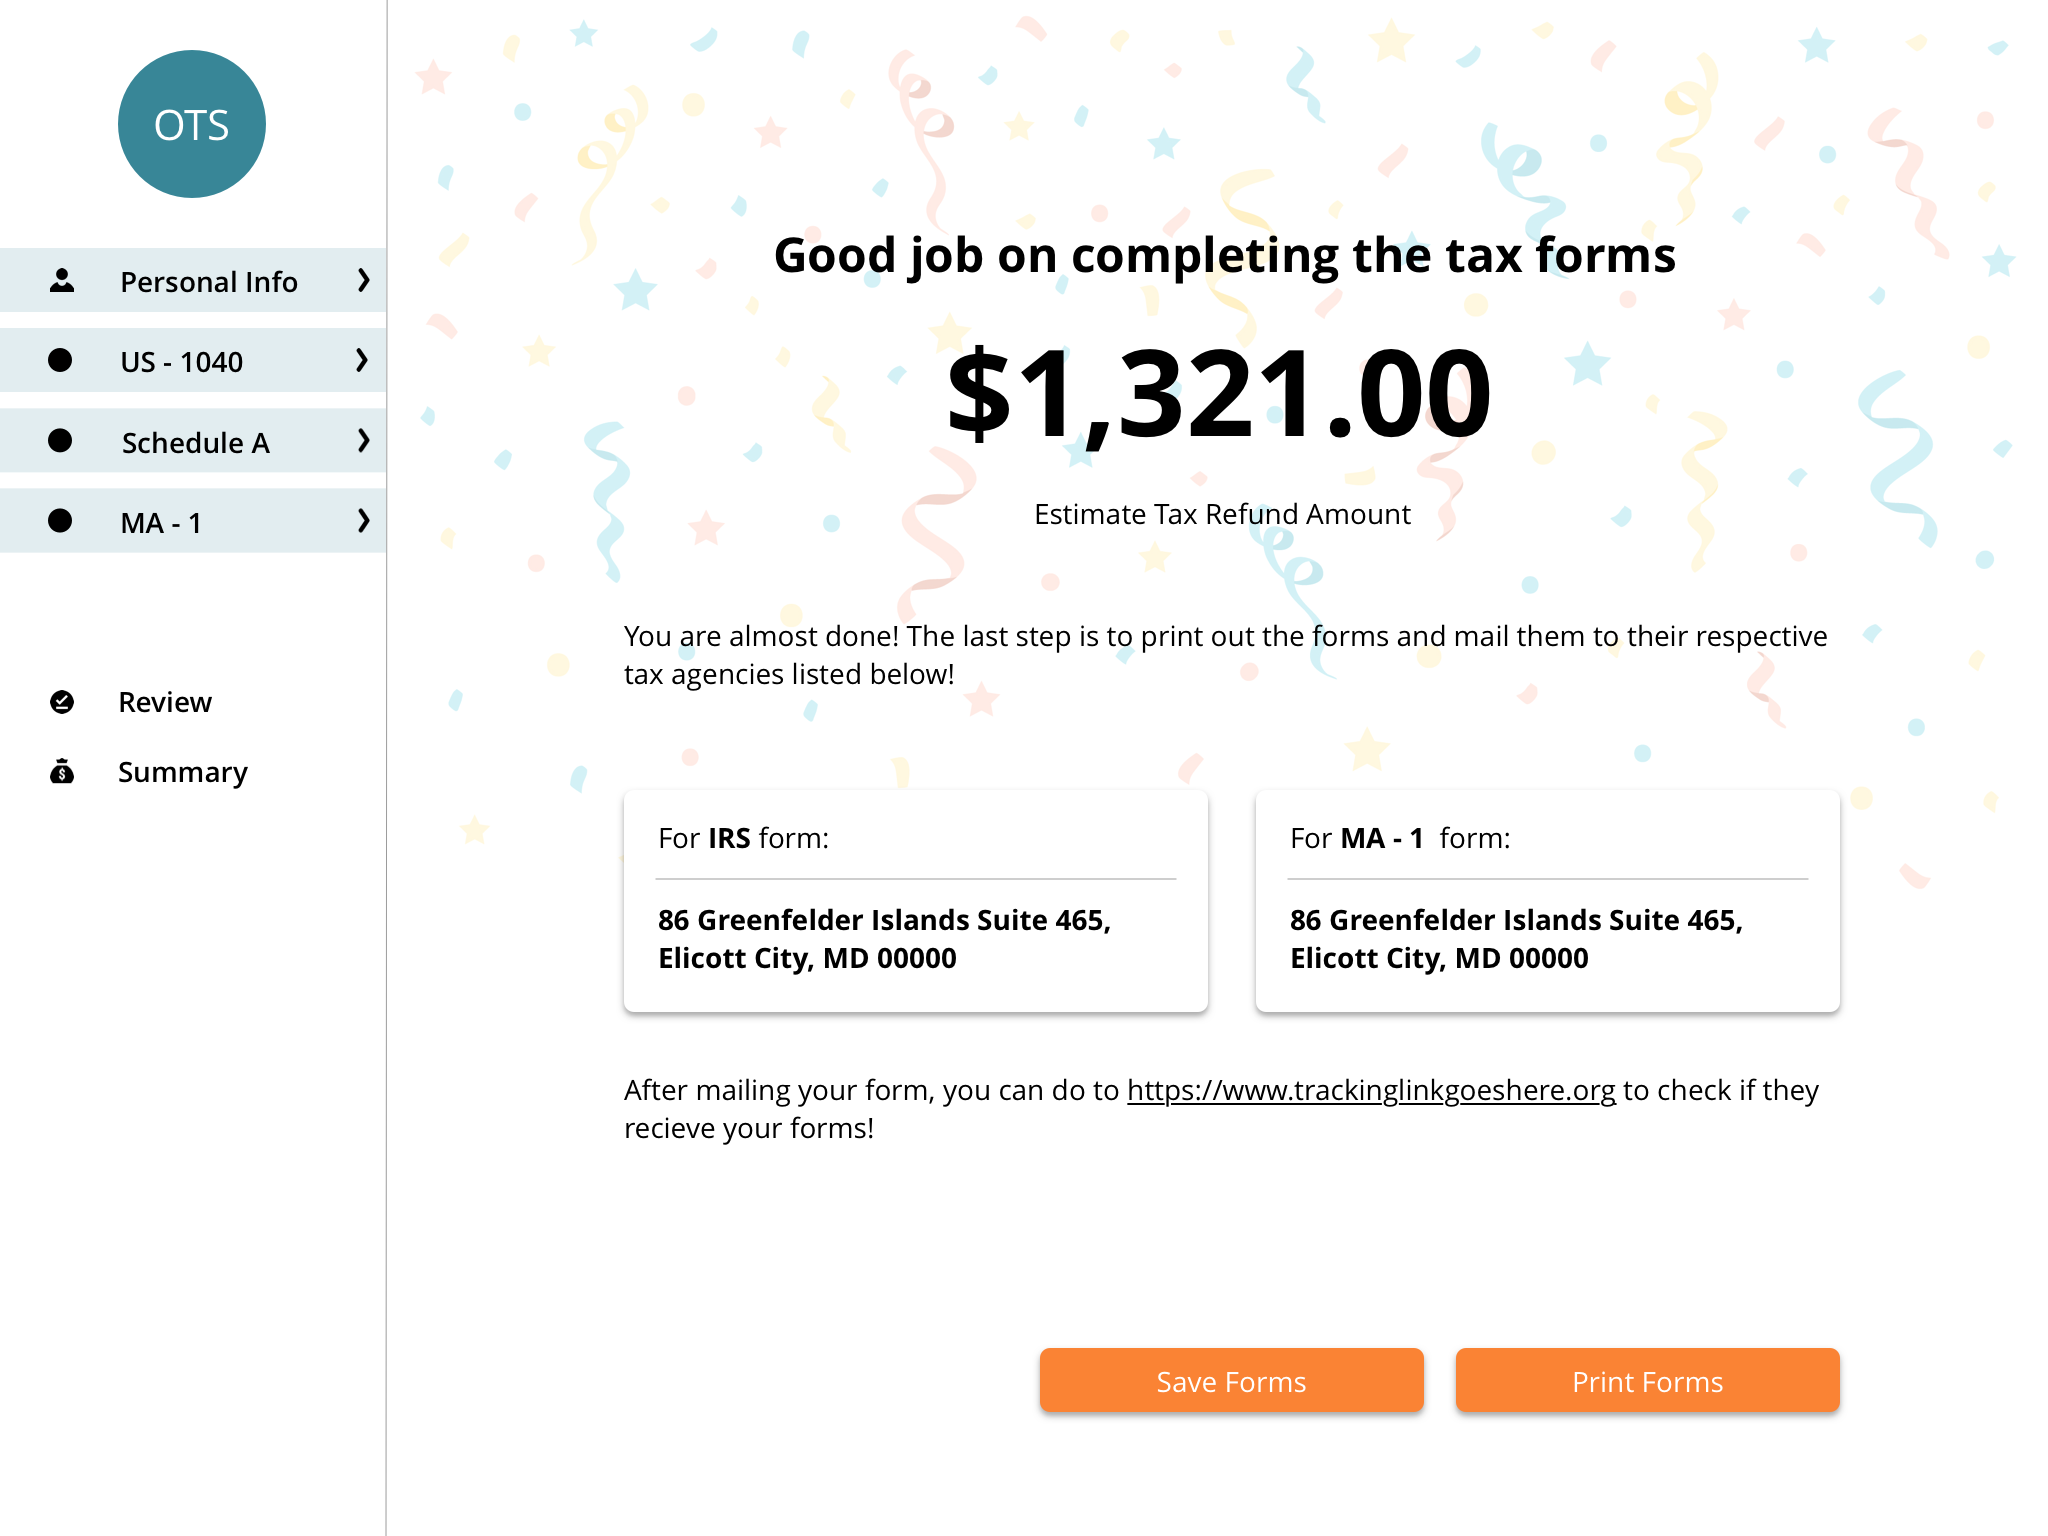 OTS
Personal Info
US - 1040
Schedule A
MA - 1
Review
Summary
Good job on completing the tax forms
$1,321.00
Estimate Tax Refund Amount
You are almost done! The last step is to print out the forms and mail them to their respective
tax agencies listed below!
For IRS form:
86 Greenfelder Islands Suite 465,
Elicott City, MD 00000
For MA - 1 form:
86 Greenfelder Islands Suite 465,
Elicott City, MD 00000
After mailing your form, you can do to https://www.trackinglinkgoeshere.org to check if they
recieve your forms!
Save Forms
Print Forms